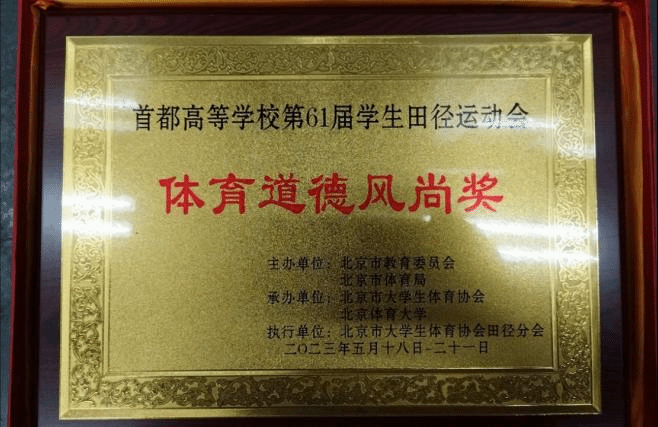 首都高等学校第61届学生田径运动会
体育道德风尚奖
主办单位：北京市教育委员会
北京市体育局
承办单位：北京市大学生体育协会
北京体育大学
执行单位：北京市大学生体育协会田径分会
二〇二三年五月十八日-二十一日